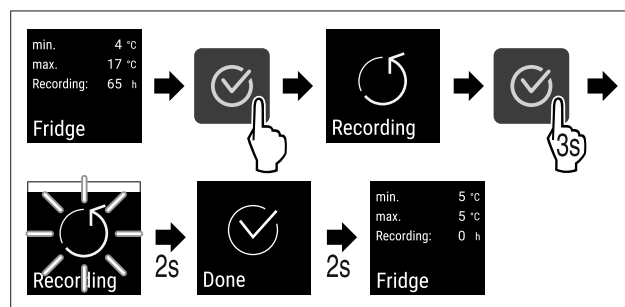 min. 4 °C
max. 17 °C
Recording: 65 h
Fridge
Recording
3s
Recording
2s
Done
2s
min. 5 °C
max. 5 °C
Recording: 0 h
Fridge